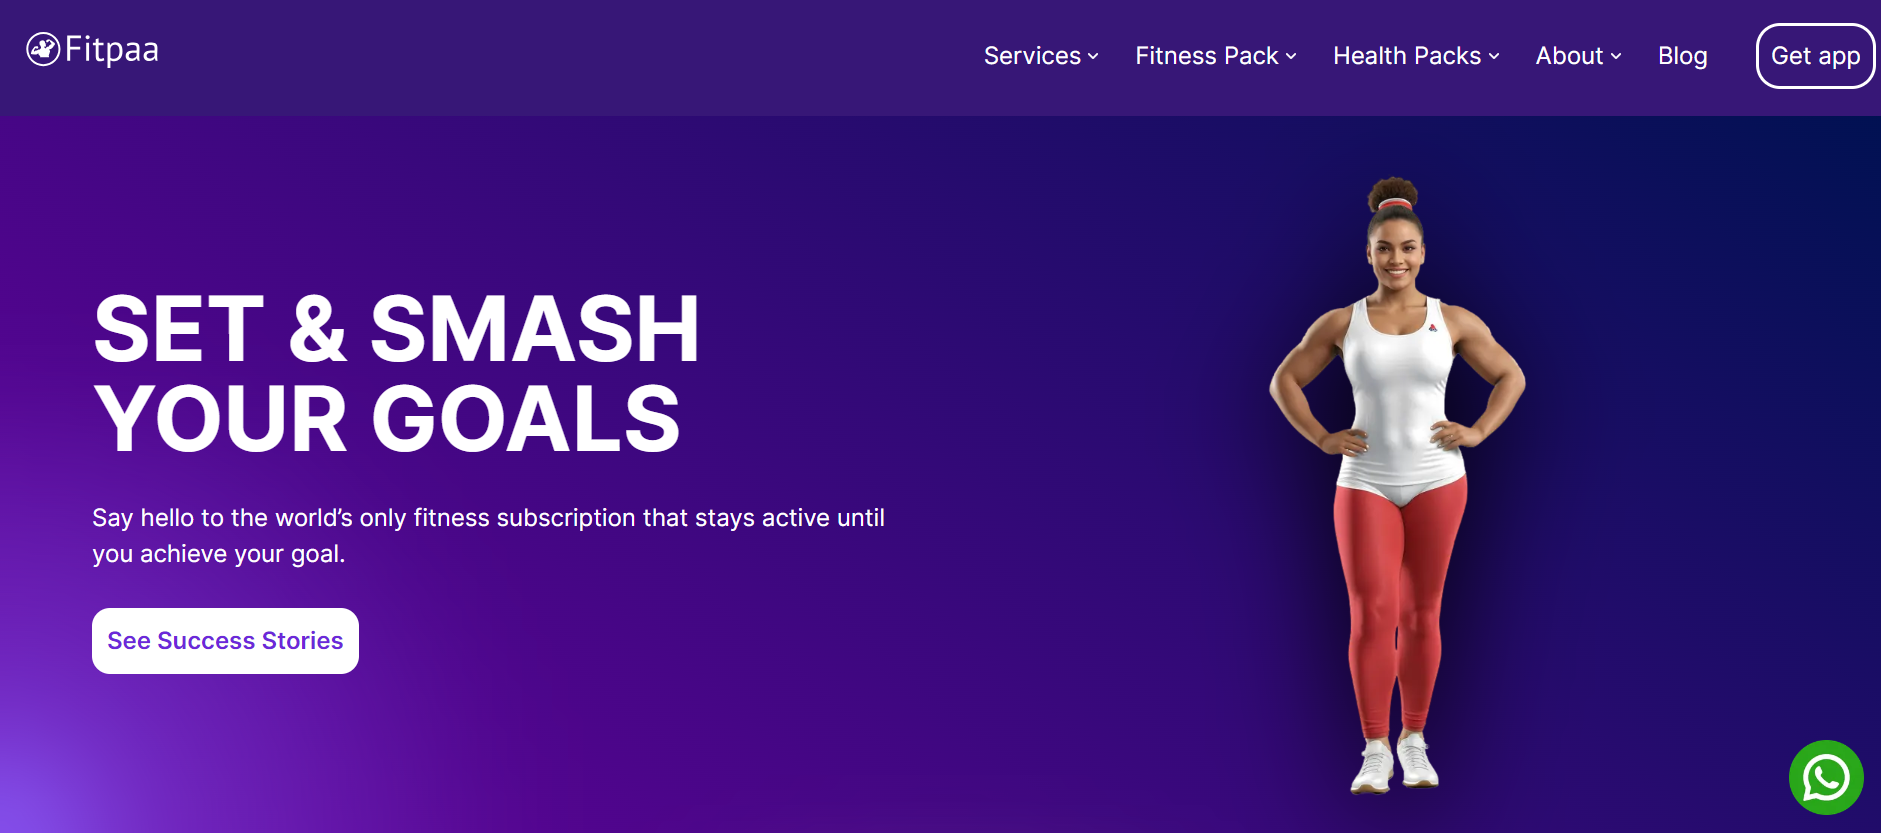 Fitpaa
Services
Fitness Pack
Health Packs
About
Blog
Get app
SET & SMASH
YOUR GOALS
Say hello to the world’s only fitness subscription that stays active until
you achieve your goal.
See Success Stories